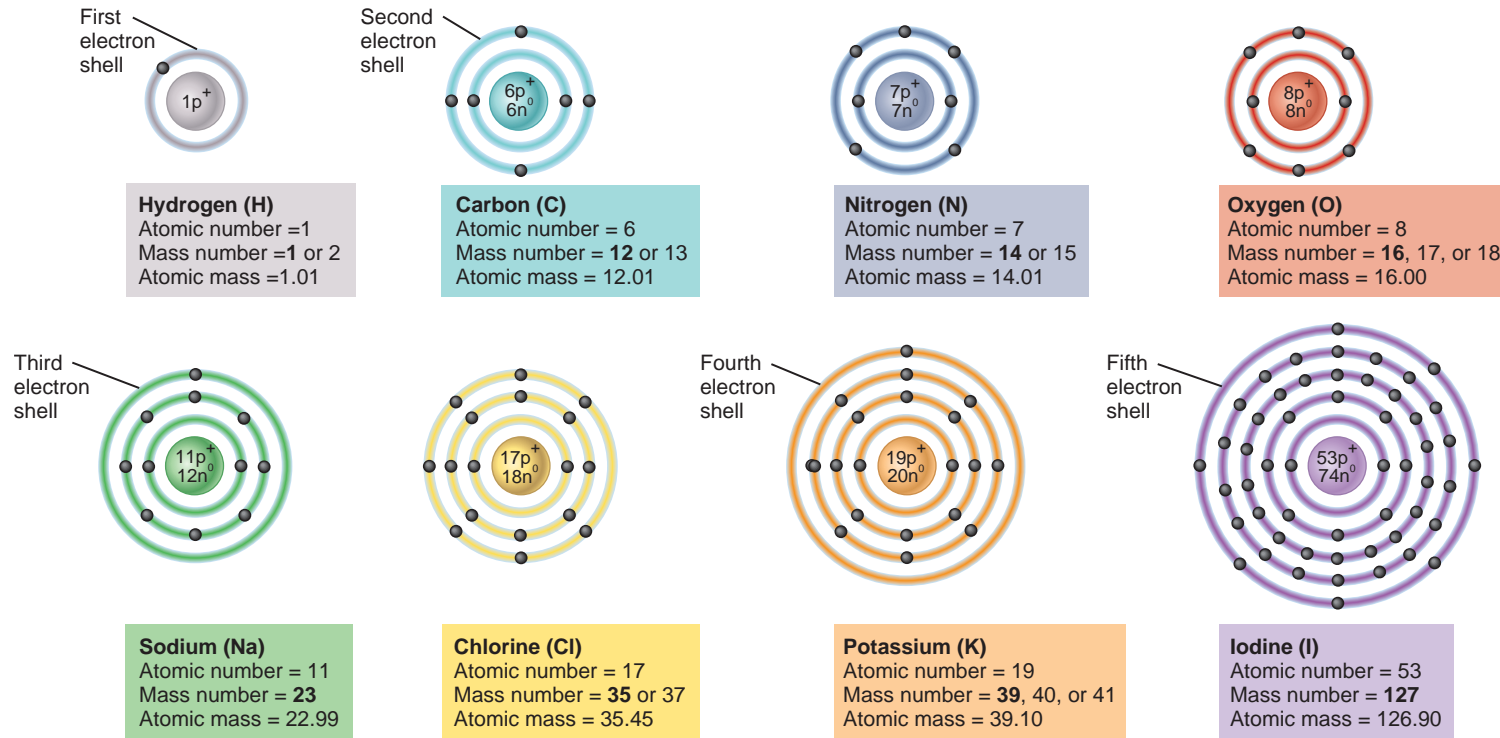 First
electron
shell
1p+
Hydrogen (H)
Atomic number =1
Mass number =1 or 2
Atomic mass =1.01
Second
electron
shell
6p+
6n0
Carbon (C)
Atomic number = 6
Mass number = 12 or 13
Atomic mass = 12.01
7p+
7n0
Nitrogen (N)
Atomic number = 7
Mass number = 14 or 15
Atomic mass = 14.01
8p+
8n0
Oxygen (O)
Atomic number = 8
Mass number = 16, 17, or 18
Atomic mass = 16.00
Third
electron
shell
11p+
12n0
Sodium (Na)
Atomic number = 11
Mass number = 23
Atomic mass = 22.99
17p+
18n0
Chlorine (Cl)
Atomic number = 17
Mass number = 35 or 37
Atomic mass = 35.45
Fourth
electron
shell
19p+
20n0
Potassium (K)
Atomic number = 19
Mass number = 39, 40, or 41
Atomic mass = 39.10
Fifth
electron
shell
53p+
74n0
Iodine (I)
Atomic number = 53
Mass number = 127
Atomic mass = 126.90